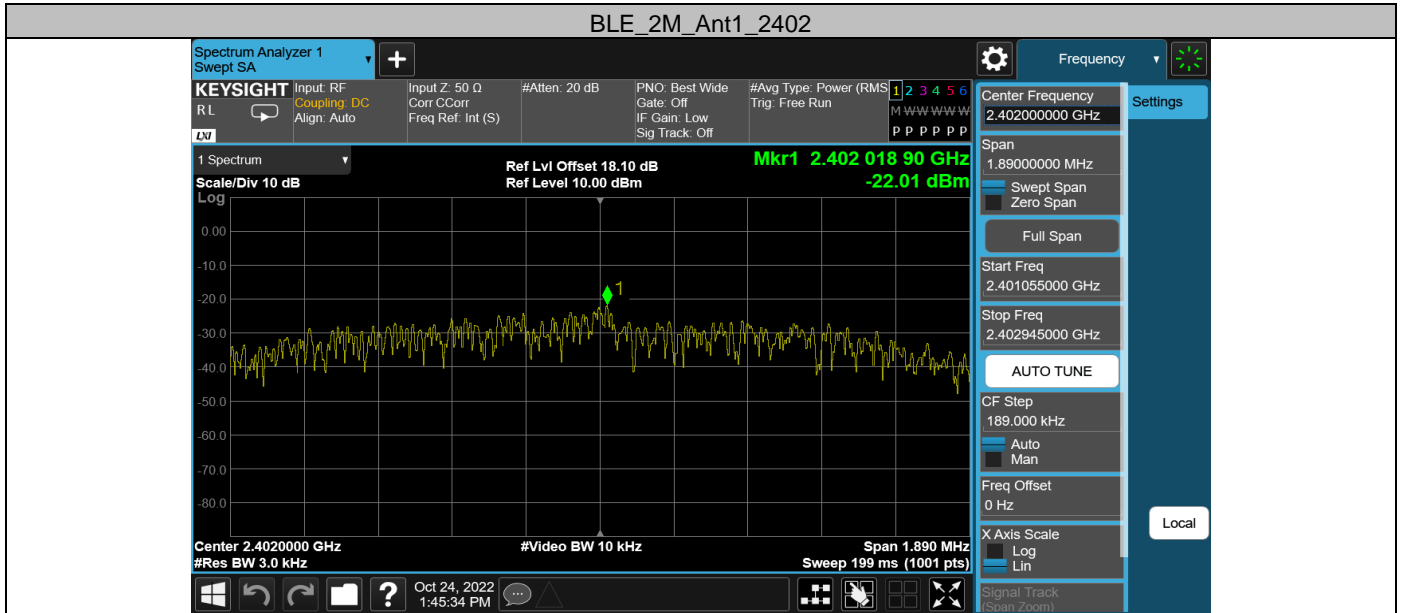 BLE_2M_Ant1_2402
Spectrum Analyzer 1
Swept SA
Frequency
KEYSIGHT
RL
LXI
Input: RF
Coupling: DC
Align: Auto
Input Z: 50 Ω
Corr CCorr
Freq Ref: Int (S)
#Atten: 20 dB
PNO: Best Wide
Gate: Off
IF Gain: Low
Sig Track: Off
#Avg Type: Power (RMS
Trig: Free Run
1 2 3 4 5 6
M W W W W W
P P P P P P
1 Spectrum
Scale/Div 10 dB
Ref Lvl Offset 18.10 dB
Ref Level 10.00 dBm
Mkr1 2.402 018 90 GHz
-22.01 dBm
Log
0.00
-10.0
-20.0
-30.0
-40.0
-50.0
-60.0
-70.0
-80.0
1
Center 2.4020000 GHz
#Res BW 3.0 kHz
#Video BW 10 kHz
Span 1.890 MHz
Sweep 199 ms (1001 pts)
Center Frequency
2.402000000 GHz
Settings
Span
1.89000000 MHz
Swept Span
Zero Span
Full Span
Start Freq
2.401055000 GHz
Stop Freq
2.402945000 GHz
AUTO TUNE
CF Step
189.000 kHz
Auto
Man
Freq Offset
0 Hz
X Axis Scale
Log
Lin
Signal Track
(Span Zoom)
Local
?
Oct 24, 2022
1:45:34 PM